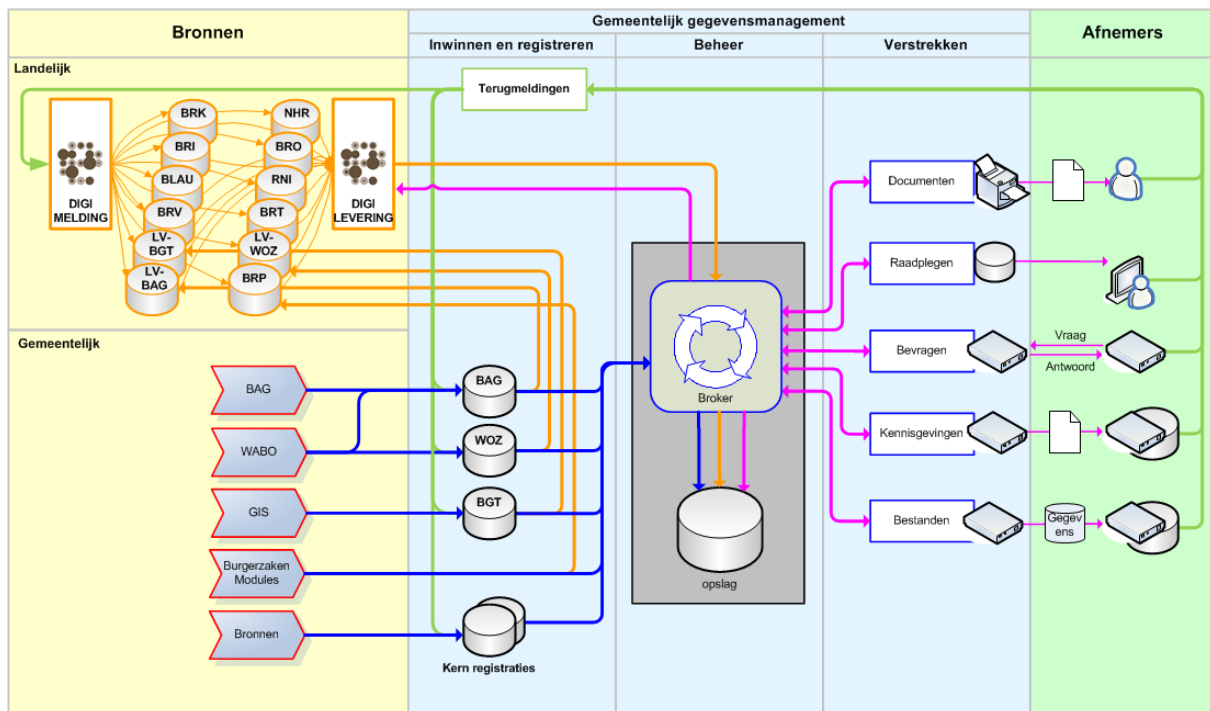 Bronnen
Gemeentelijk gegevensmanagement
Afnemers
Inwinnen en registreren
Beheer
Verstrekken
Landelijk
Terugmeldingen
DIGI
MELDING
BRK
NHR
BRI
BRO
BLAU
RNI
BRV
BRT
LV-
BGT
LV-
WOZ
LV-
BAG
BRP
DIGI
LEVERING
Documenten
Raadplegen
Bevragen
Vraag
Antwoord
Kennisgevingen
Bestanden
Gegev
ens
Broker
opslag
Gemeentelijk
BAG
WABO
GIS
Burgerzaken
Modules
Bronnen
BAG
WOZ
BGT
Kern registraties